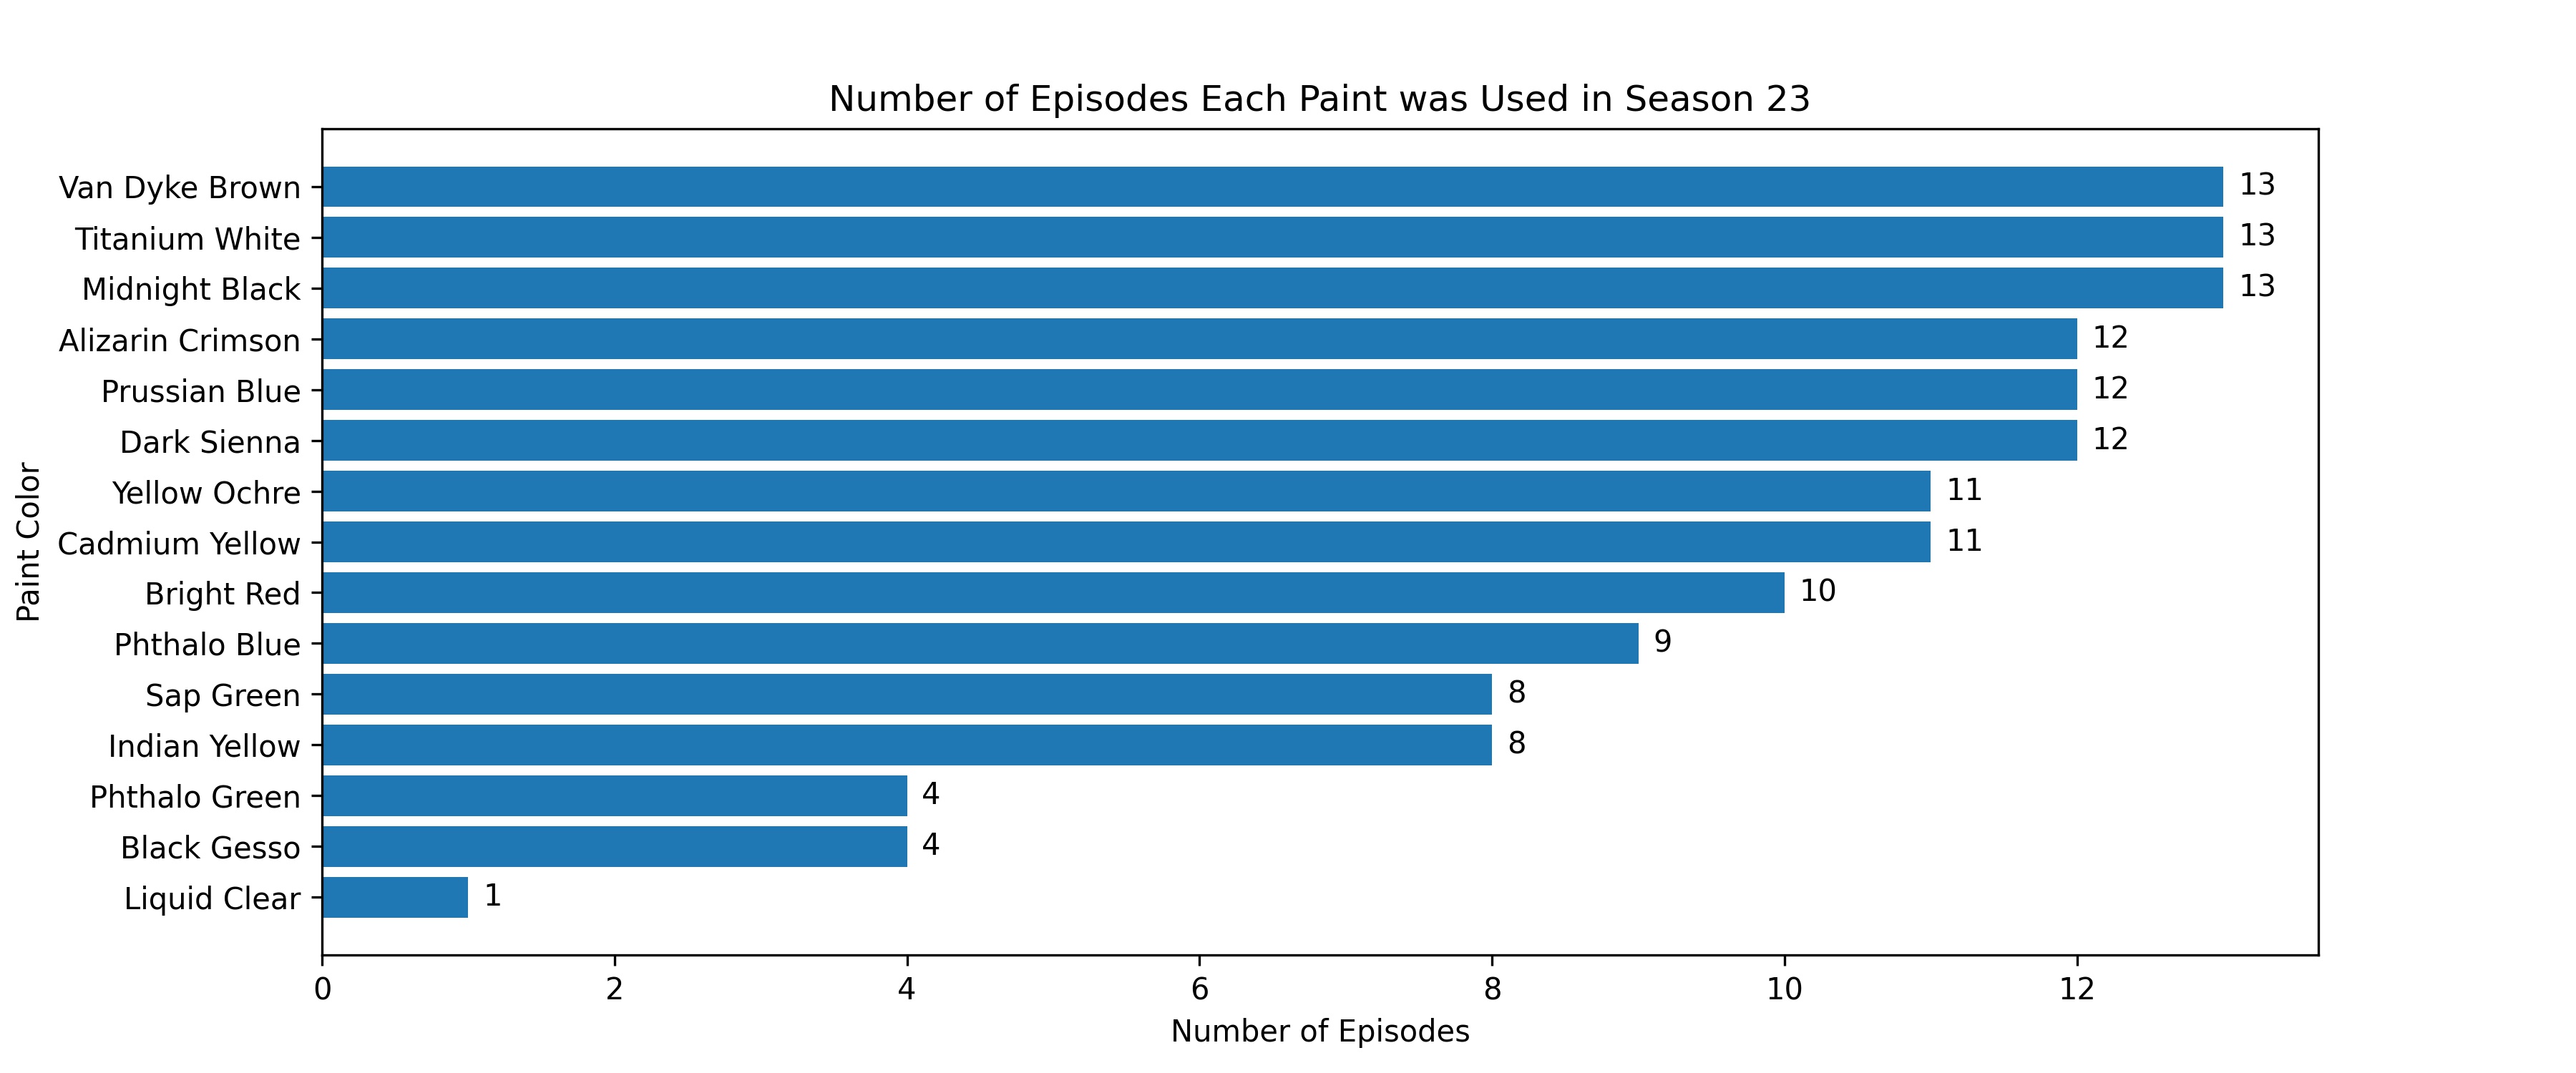 Number of Episodes Each Paint was Used in Season 23
Paint Color
Van Dyke Brown 13
Titanium White 13
Midnight Black 13
Alizarin Crimson 12
Prussian Blue 12
Dark Sienna 12
Yellow Ochre 11
Cadmium Yellow 11
Bright Red 10
Phthalo Blue 9
Sap Green 8
Indian Yellow 8
Phthalo Green 4
Black Gesso 4
Liquid Clear 1
0 2 4 6 8 10 12
Number of Episodes